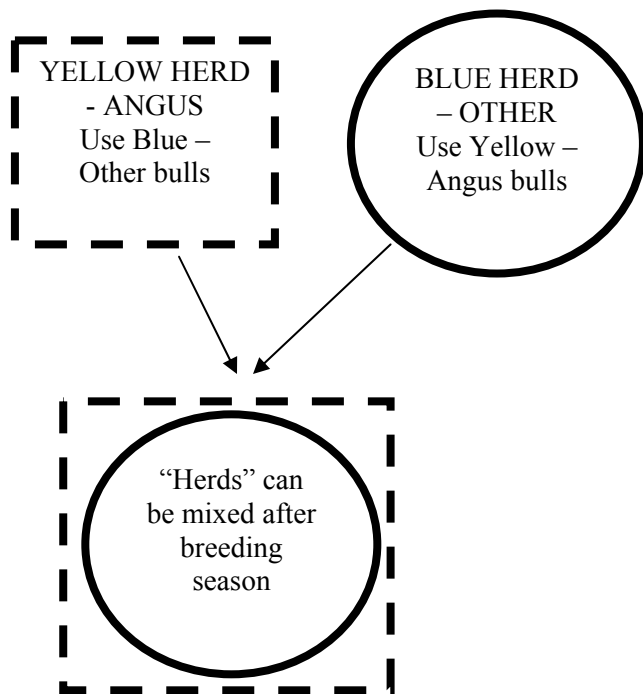 YELLOW HERD
- ANGUS
Use Blue –
Other bulls
BLUE HERD
– OTHER
Use Yellow –
Angus bulls
“Herds” can
be mixed after
breeding
season